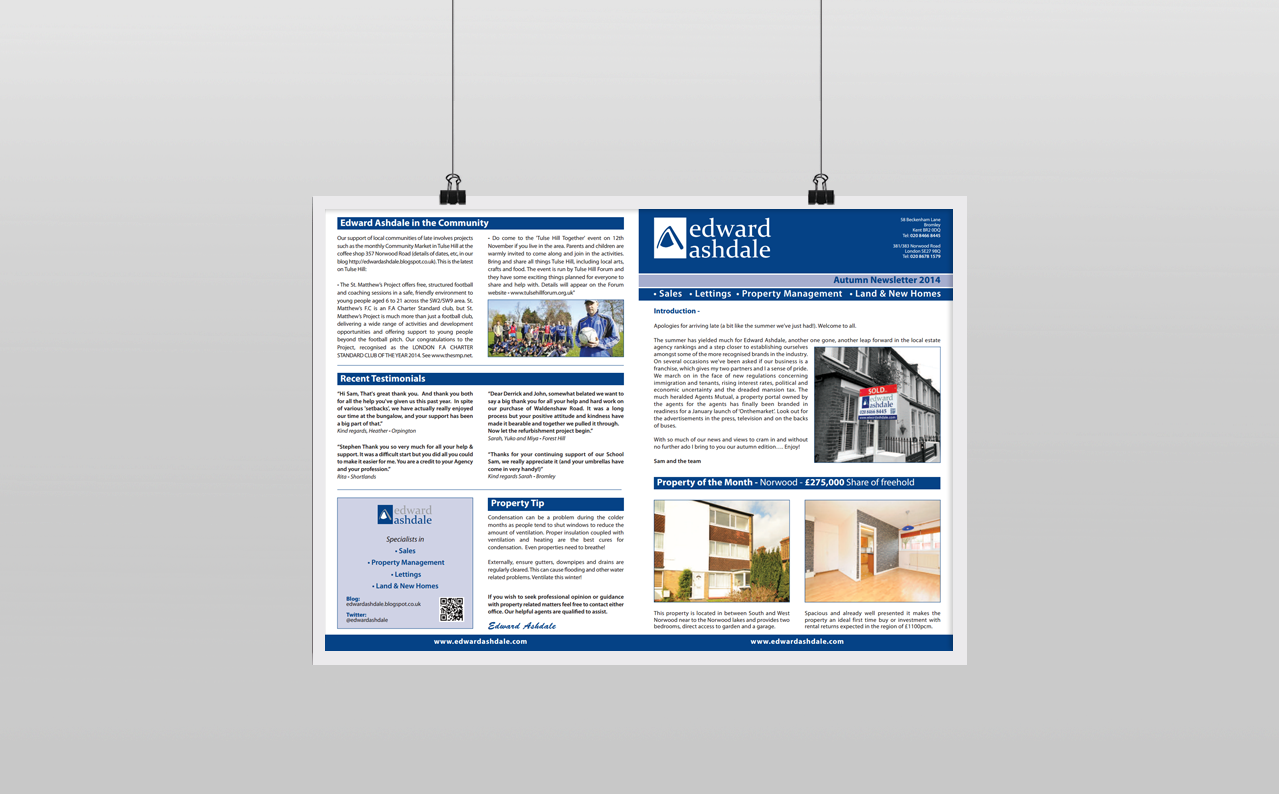 Edward Ashdale in the Community
Our support of local communities of late involves projects
such as the monthly Community Market in Tulse Hill at the
coffee shop 357 Norwood Road (details of dates, etc, in our
blog http://edwardashdale.blogspot.co.uk). This is the latest
on Tulse Hill:
• The St. Matthew's Project offers free, structured football
and coaching sessions in a safe, friendly environment to
young people aged 6 to 21 across the SW2/SW9 area. St.
Matthew's F.C is an F.A Charter Standard club, but St.
Matthew's Project is much more than just a football club,
delivering a wide range of activities and development
opportunities and offering support to young people
beyond the football pitch. Our congratulations to the
Project, recognised as the LONDON F.A CHARTER
STANDARD CLUB OF THE YEAR 2014. See www.thesmp.net.
• Do come to the 'Tulse Hill Together' event on 12th
November if you live in the area. Parents and children are
warmly invited to come along and join in the activities.
Bring and share all things Tulse Hill, including local arts,
crafts and food. The event is run by Tulse Hill Forum and
they have some exciting things planned for everyone to
share and help with. Details will appear on the Forum
website • www.tulsehillforum.org.uk"
Recent Testimonials
"Hi Sam, That's great thank you. And thank you both
for all the help you've given us this past year. In spite
of various 'setbacks', we have actually really enjoyed
our time at the bungalow, and your support has been
a big part of that,"
Kind regards, Heather • Orpington
"Stephen Thank you so very much for all your help &
support. It was a difficult start but you did all you could
to make it easier for me. You are a credit to your Agency
and your profession."
Rita • Shortlands
"Dear Derrick and John, somewhat belated we want to
say a big thank you for all your help and hard work on
our purchase of Waldenshaw Road. It was a long
process but your positive attitude and kindness have
made it bearable and together we pulled it through.
Now let the refurbishment project begin."
Sarah, Yuko and Miya • Forest Hill
"Thanks for your continuing support of our School
Sam, we really appreciate it (and your umbrellas have
come in very handy!)"
Kind regards Sarah • Bromley
edward
ashdale
Specialists in
• Sales
• Property Management
• Lettings
• Land & New Homes
Blog:
edwardashdale.blogspot.co.uk
Twitter:
@edwardashdale
Property Tip
Condensation can be a problem during the colder
months as people tend to shut windows to reduce the
amount of ventilation. Proper insulation coupled with
ventilation and heating are the best cures for
condensation. Even properties need to breathe!
Externally, ensure gutters, downpipes and drains are
regularly cleared. This can cause flooding and other water
related problems. Ventilate this winter!
If you wish to seek professional opinion or guidance
with property related matters feel free to contact either
office. Our helpful agents are qualified to assist.
Edward Ashdale
www.edwardashdale.com
edward
ashdale
58 Beckenham Lane
Bromley
Kent BR2 0DQ
Tel: 020 8466 8445
381/383 Norwood Road
London SE27 9BQ
Tel: 020 8678 1579
Autumn Newsletter 2014
• Sales • Lettings • Property Management • Land & New Homes
Introduction -
Apologies for arriving late (a bit like the summer we've just had!). Welcome to all.
The summer has yielded much for Edward Ashdale, another one gone, another leap forward in the local estate
agency rankings and a step closer to establishing ourselves
amongst some of the more recognised brands in the industry.
On several occasions we've been asked if our business is a
franchise, which gives my two partners and I a sense of pride.
We march on in the face of new regulations concerning
immigration and tenants, rising interest rates, political and
economic uncertainty and the dreaded mansion tax. The
much heralded Agents Mutual, a property portal owned by
the agents for the agents has finally been branded in
readiness for a January launch of 'Onthemarket'. Look out for
the advertisements in the press, television and on the backs
of buses.
With so much of our news and views to cram in and without
no further ado I bring to you our autumn edition..... Enjoy!
Sam and the team
SOLD
edward
ashdale
020 8466 8445
www.edwardashdale.com
Property of the Month - Norwood - £275,000 Share of freehold
This property is located in between South and West
Norwood near to the Norwood lakes and provides two
bedrooms, direct access to garden and a garage.
Spacious and already well presented it makes the
property an ideal first time buy or investment with
rental returns expected in the region of £1100pcm.
www.edwardashdale.com